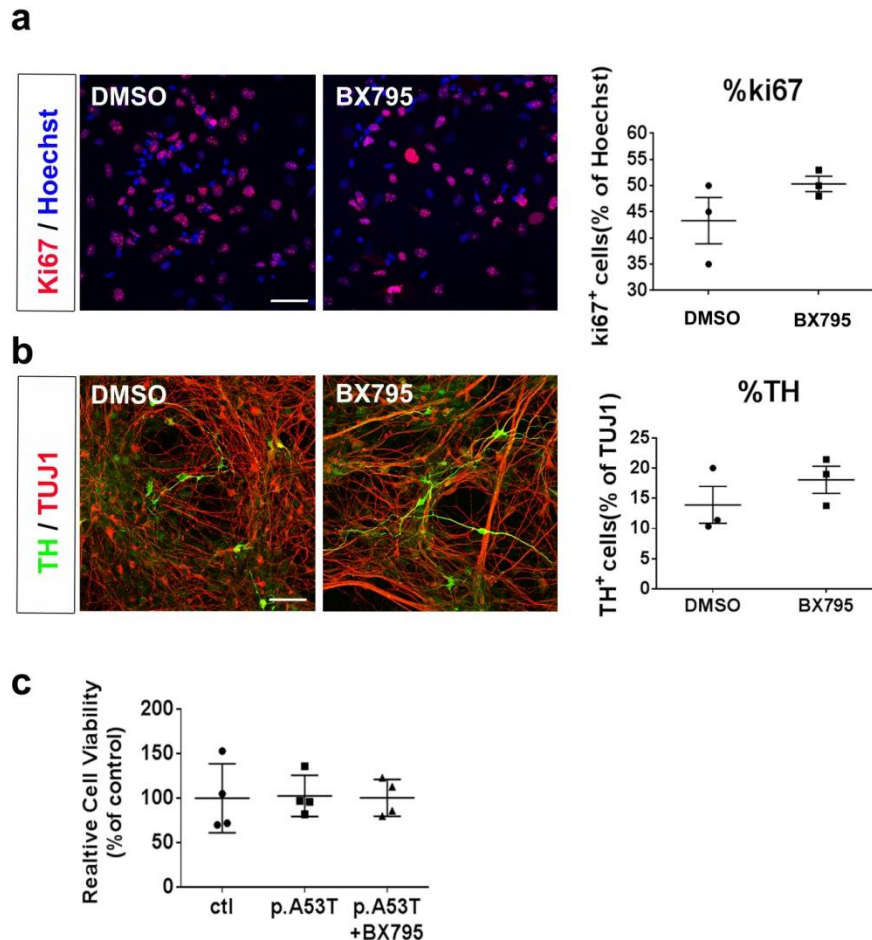 a
Ki67 / Hoechst
DMSO
BX795
%ki67
ki67⁺ cells(% of Hoechst)
60
55
50
45
40
35
30
DMSO
BX795
b
TH / TUJ1
DMSO
BX795
%TH
TH⁺ cells(% of TUJ1)
25
20
15
10
5
0
DMSO
BX795
c
Realtive Cell Viability
(%of control)
200
150
100
50
0
ctl
p.A53T
p.A53T
+BX795